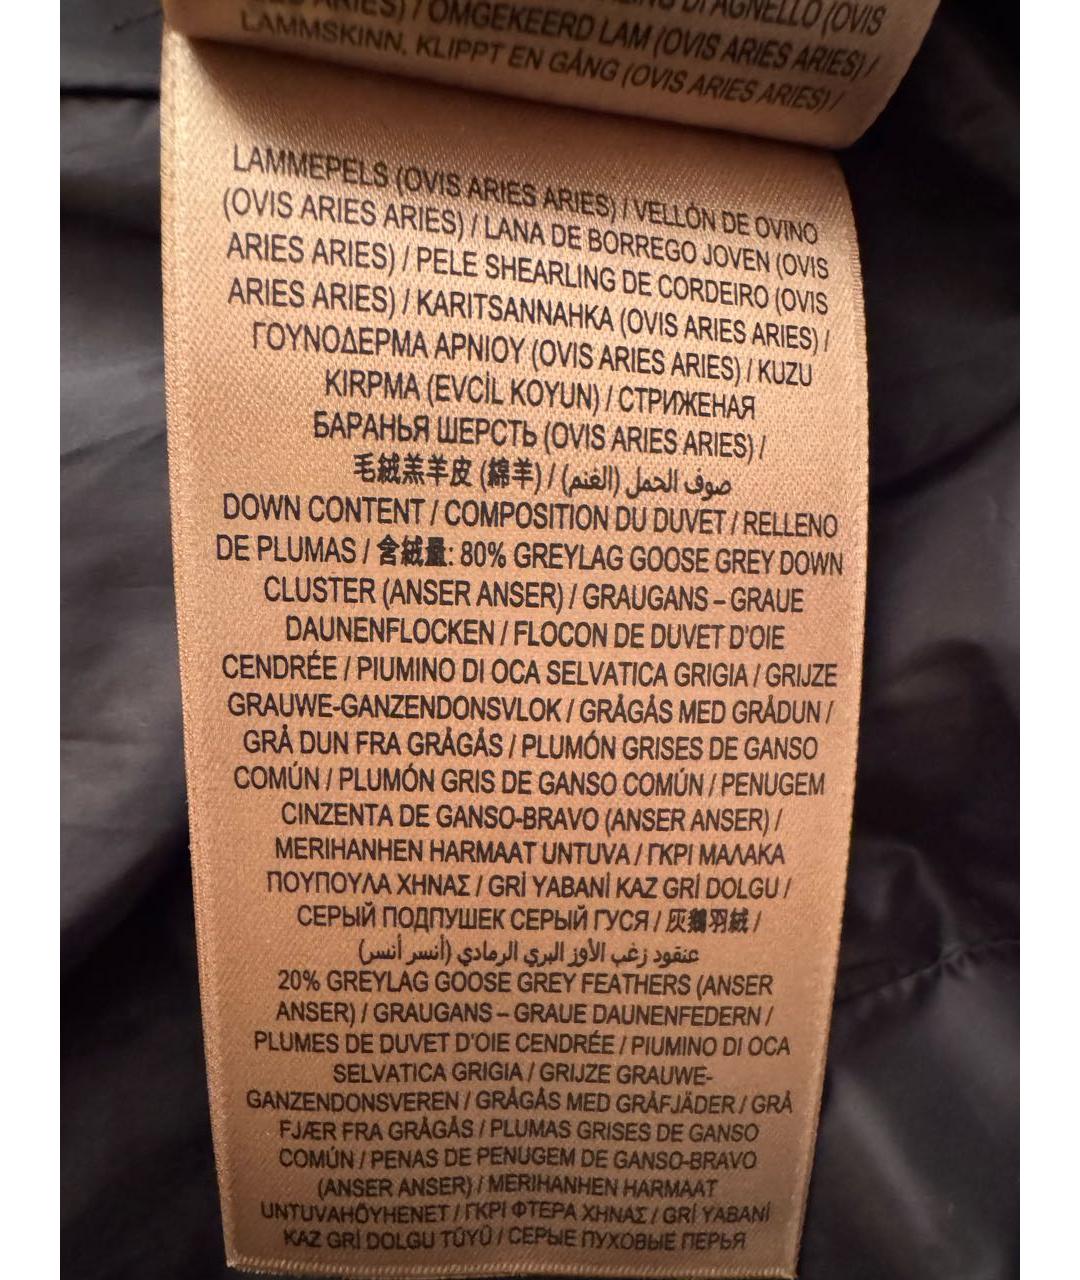 DI AGNELLO (OVIS
ARIES) / OMGEKEERD LAM (OVIS ARIES ARIES) /
LAMMSKINN, KLIPPT EN GÅNG (OVIS ARIES ARIES) /
LAMMEPELS (OVIS ARIES ARIES) / VELLÓN DE OVINO
(OVIS ARIES ARIES) / LANA DE BORREGO JOVEN (OVIS
ARIES ARIES) / PELE SHEARLING DE CORDEIRO (OVIS
ARIES ARIES) / KARITSANNAHKA (OVIS ARIES ARIES) /
ΓΟΥΝΟΔΕΡΜΑ ΑΡΝΙΟΥ (OVIS ARIES ARIES) / KUZU
KIRPMA (EVCİL KOYUN) / СТРИЖЕНАЯ
БАРАНЬЯ ШЕРСТЬ (OVIS ARIES ARIES) /
毛絨羔羊皮 (綿羊) / صوف الحمل (الغنم)
DOWN CONTENT / COMPOSITION DU DUVET / RELLENO
DE PLUMAS / 含絨量: 80% GREYLAG GOOSE GREY DOWN
CLUSTER (ANSER ANSER) / GRAUGANS – GRAUE
DAUNENFLOCKEN / FLOCON DE DUVET D'OIE
CENDRÉE / PIUMINO DI OCA SELVATICA GRIGIA / GRIJZE
GRAUWE-GANZENDONSVLOK / GRÅGÅS MED GRÅDUN /
GRÅ DUN FRA GRÅGÅS / PLUMÓN GRISES DE GANSO
COMÚN / PLUMÓN GRIS DE GANSO COMÚN / PENUGEM
CINZENTA DE GANSO-BRAVO (ANSER ANSER) /
MERIHANHEN HARMAAT UNTUVA / ΓΚΡΙ ΜΑΛΑΚΑ
ΠΟΥΠΟΥΛΑ ΧΗΝΑΣ / GRİ YABANİ KAZ GRİ DOLGU /
СЕРЫЙ ПОДПУШЕК СЕРЫЙ ГУСЯ / 灰鵝羽絨 /
عنقود زغب الأوز البري الرمادي (أنسر أنسر)
20% GREYLAG GOOSE GREY FEATHERS (ANSER
ANSER) / GRAUGANS – GRAUE DAUNENFEDERN /
PLUMES DE DUVET D'OIE CENDRÉE / PIUMINO DI OCA
SELVATICA GRIGIA / GRIJZE GRAUWE-
GANZENDONSVEREN / GRÅGÅS MED GRÅFJÄDER / GRÅ
FJÆR FRA GRÅGÅS / PLUMAS GRISES DE GANSO
COMÚN / PENAS DE PENUGEM DE GANSO-BRAVO
(ANSER ANSER) / MERIHANHEN HARMAAT
UNTUVAHÖYHENET / ΓΚΡΙ ΦΤΕΡΑ ΧΗΝΑΣ / GRİ YABANİ
KAZ GRİ DOLGU TÜYÜ / СЕРЫЕ ПУХОВЫЕ ПЕРЬЯ